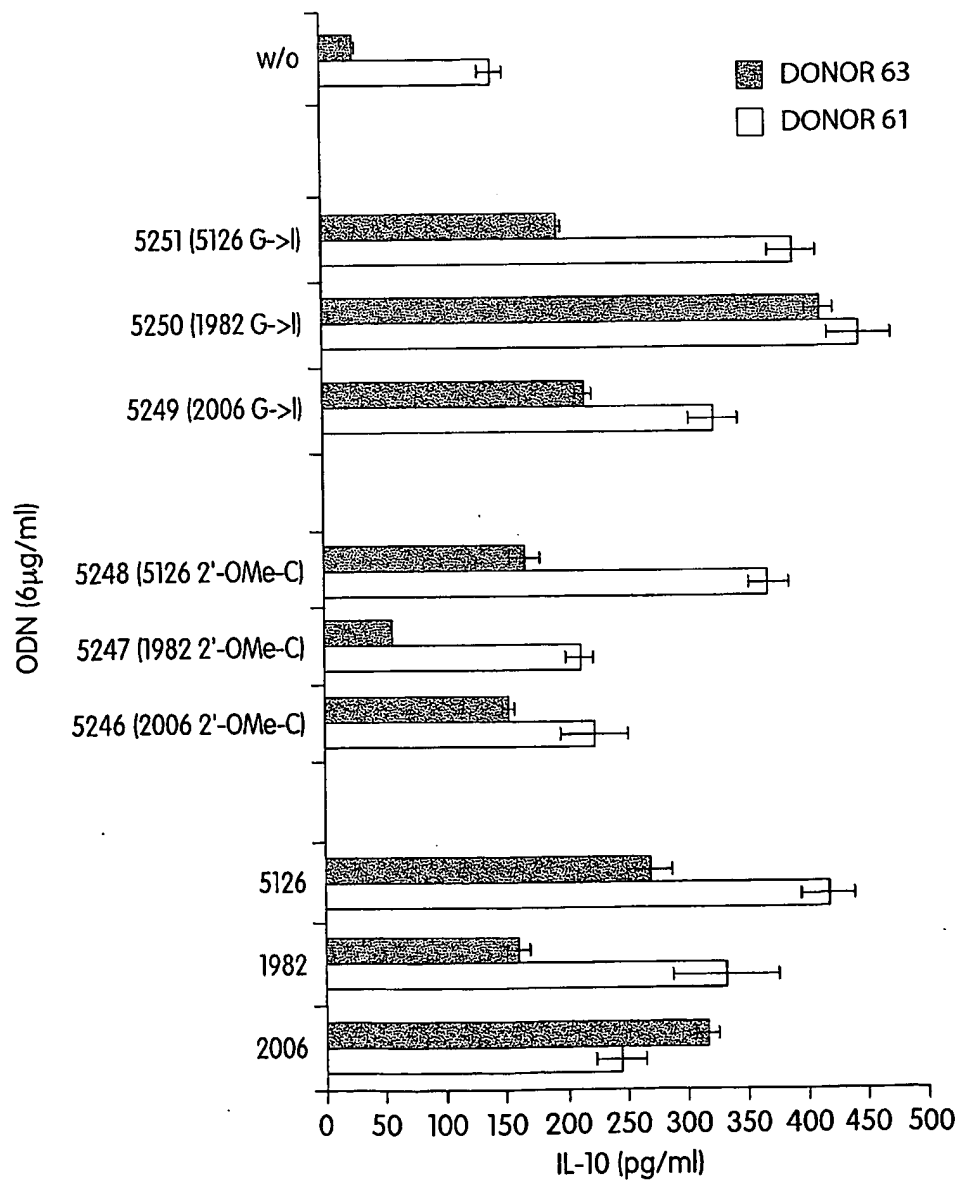 w/o
DONOR 63
DONOR 61
5251 (5126 G->I)
5250 (1982 G->I)
5249 (2006 G->I)
5248 (5126 2'-OMe-C)
5247 (1982 2'-OMe-C)
5246 (2006 2'-OMe-C)
5126
1982
2006
ODN (6µg/ml)
0 50 100 150 200 250 300 350 400 450 500
IL-10 (pg/ml)